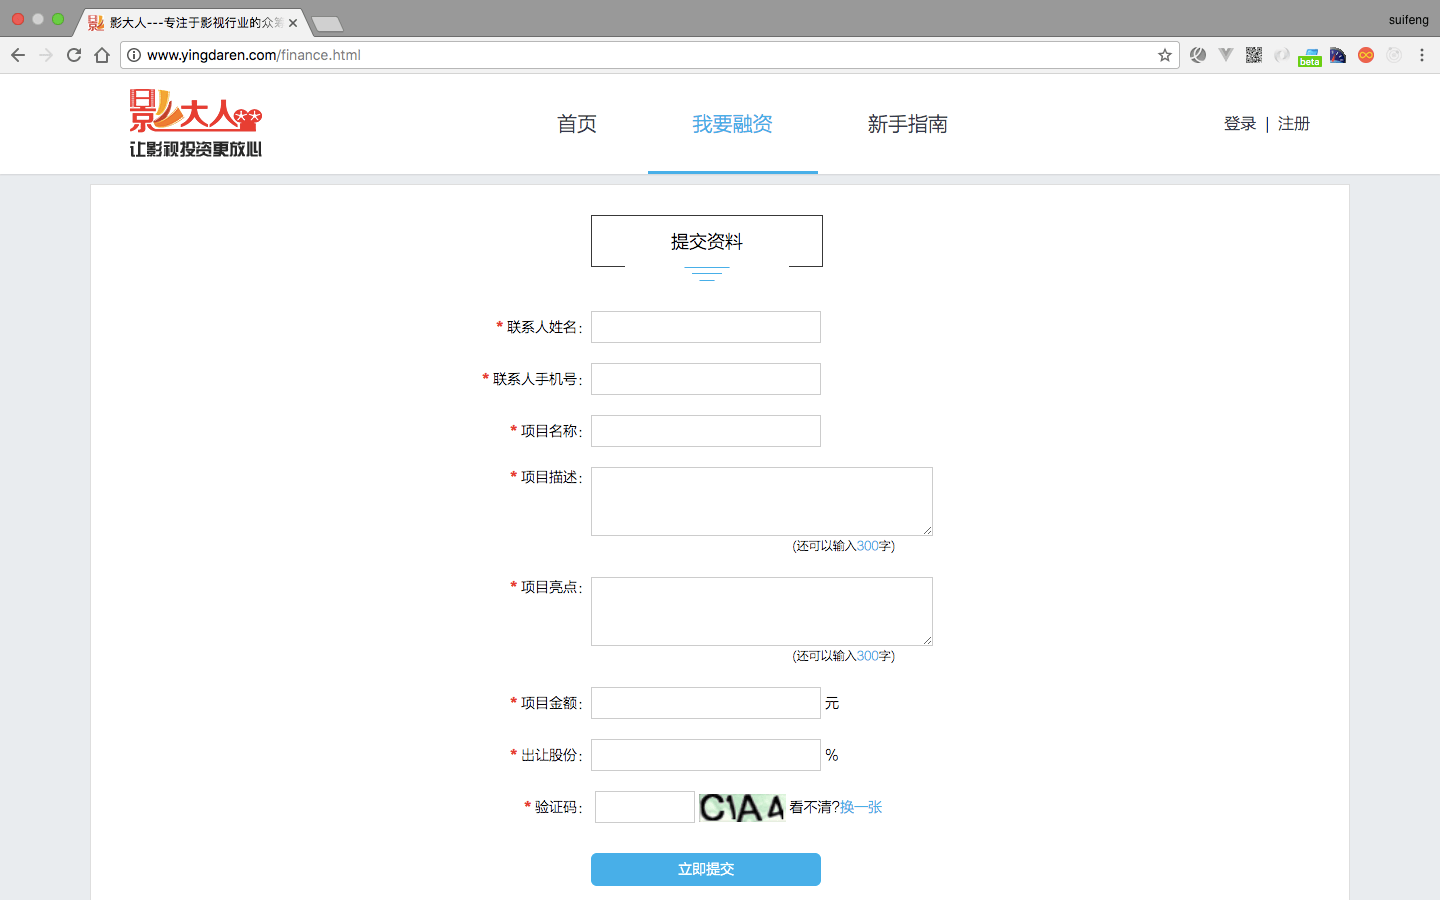 影大人---专注于影视行业的众
suifeng
www.yingdaren.com/finance.html
beta
影大人
让影视投资更放心
首页
我要融资
新手指南
登录 | 注册
提交资料
* 联系人姓名:
* 联系人手机号:
* 项目名称:
* 项目描述:
(还可以输入300字)
* 项目亮点:
(还可以输入300字)
* 项目金额: 元
* 出让股份: %
* 验证码: C1A4 看不清?换一张
立即提交